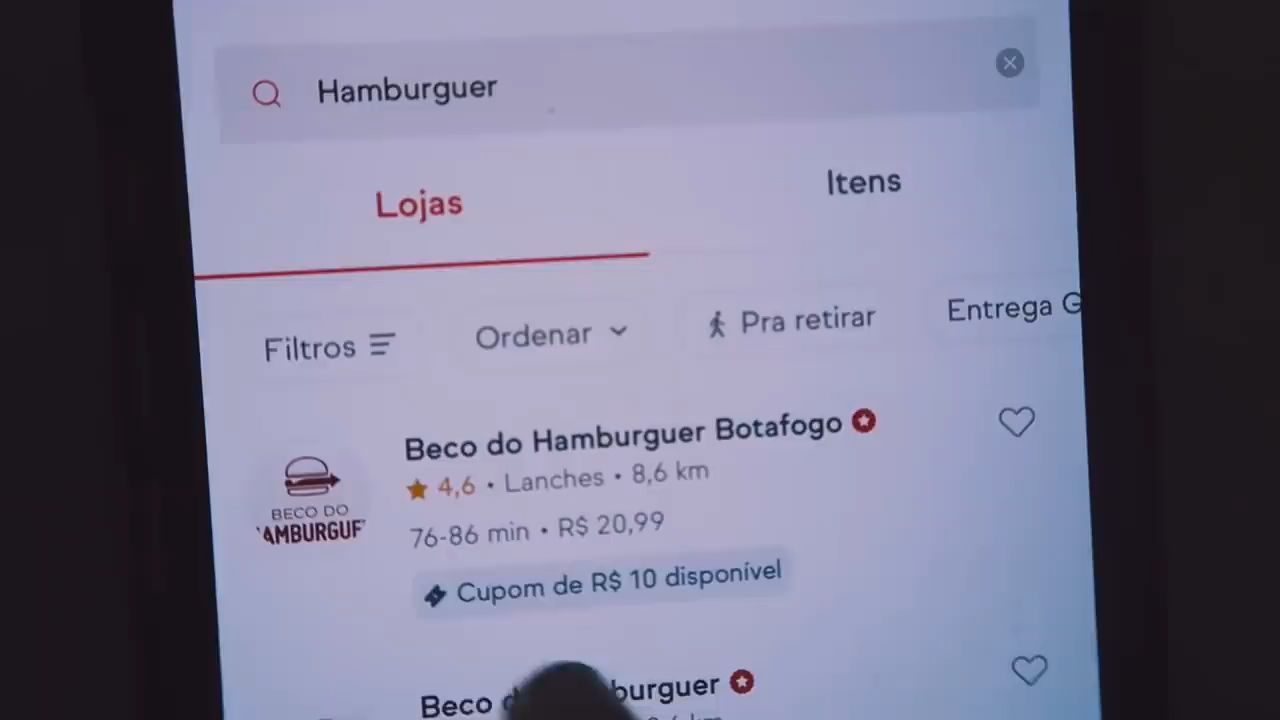 Hamburguer
Lojas
Itens
Filtros
Ordenar
Pra retirar
Entrega G
Beco do Hamburguer Botafogo
4,6 • Lanches • 8,6 km
76-86 min • R$ 20,99
Cupom de R$ 10 disponível
BECO DO
AMBURGUE
Beco d burguer